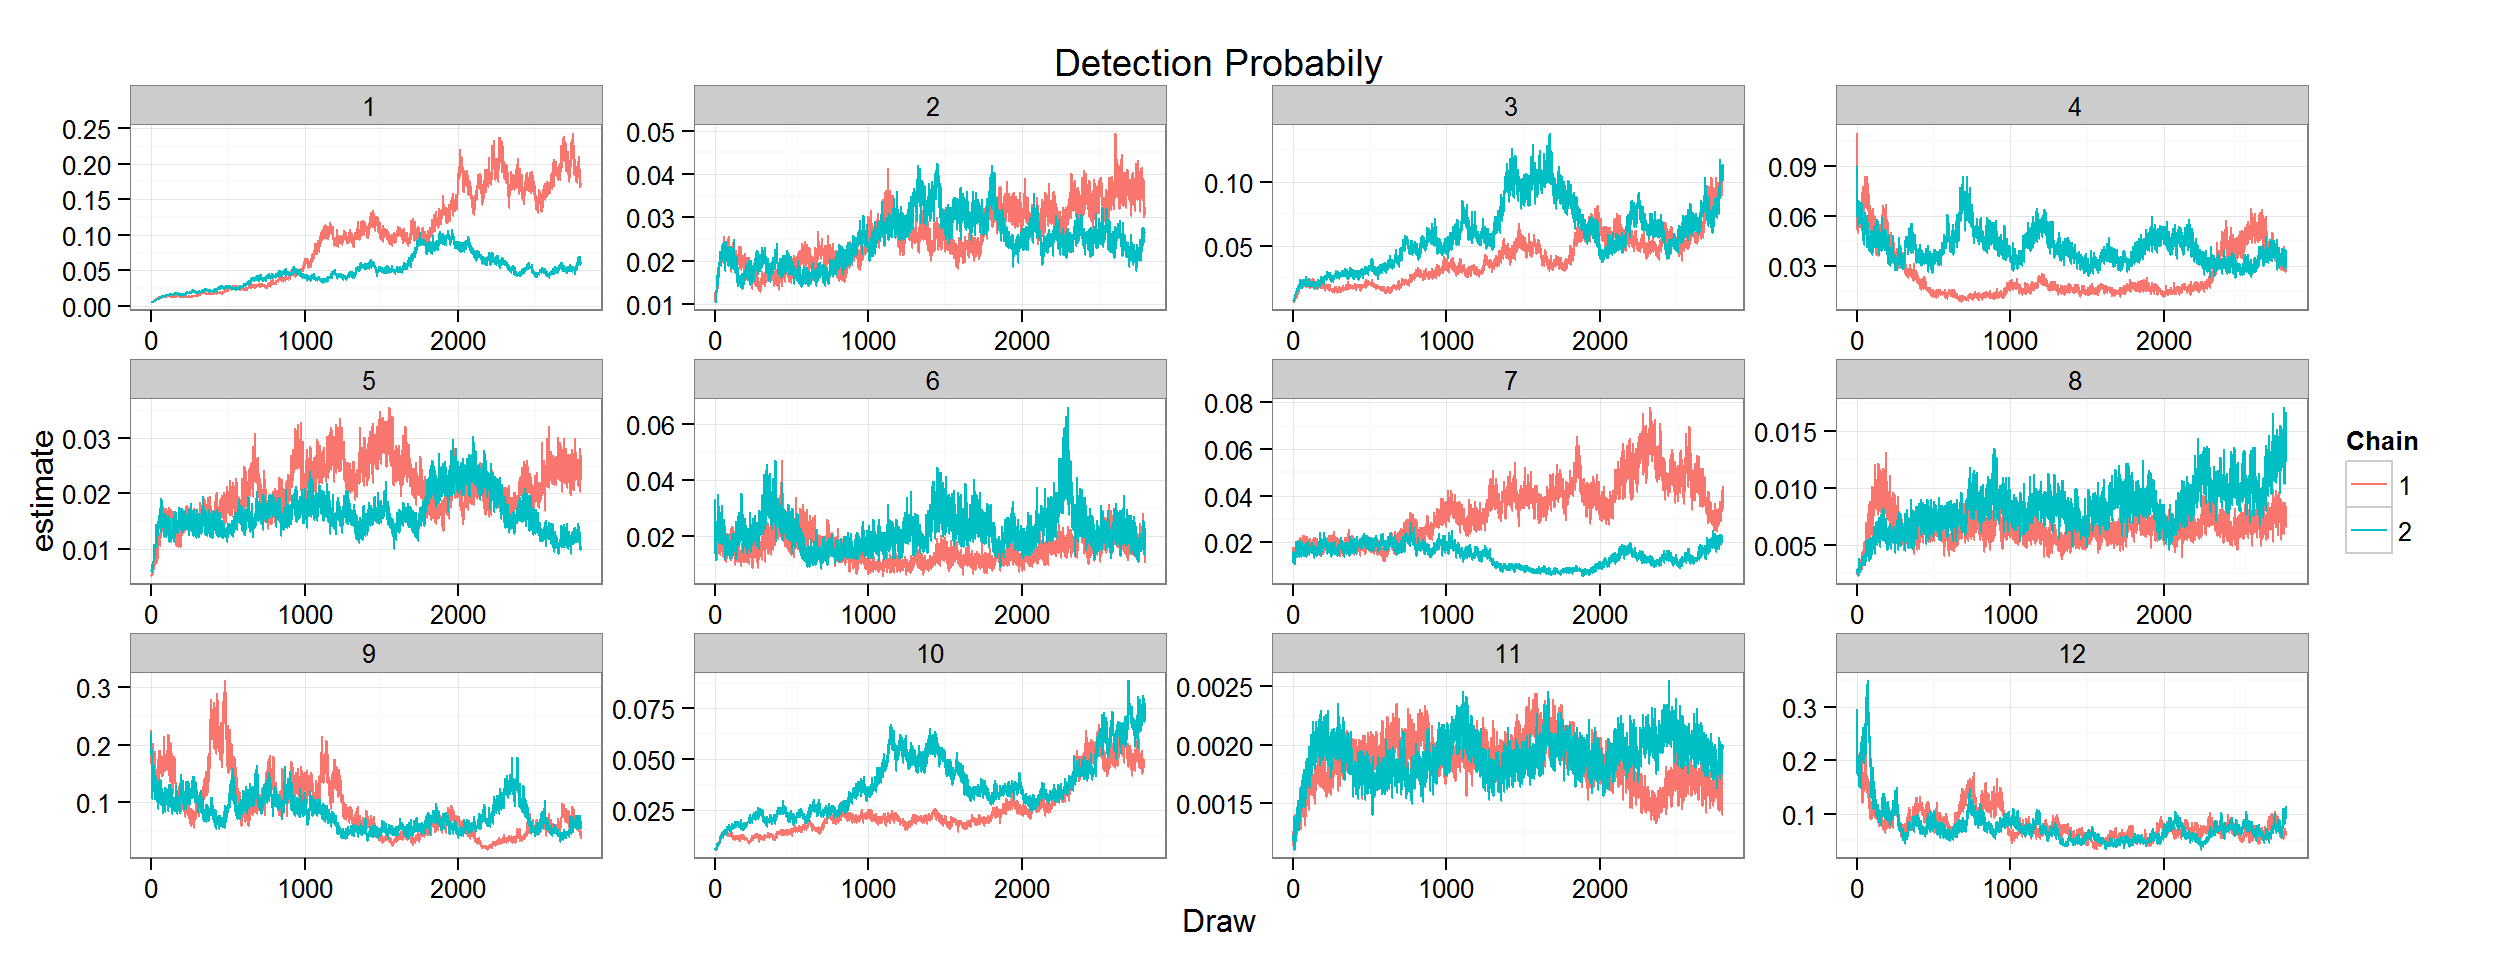 Detection Probabily
1 2 3 4
0.25 0.20 0.15 0.10 0.05 0.00
0.05 0.04 0.03 0.02 0.01
0.10 0.05
0.09 0.06 0.03
0 1000 2000 0 1000 2000 0 1000 2000 0 1000 2000
5 6 7 8
estimate
0.03 0.02 0.01
0.06 0.04 0.02
0.08 0.06 0.04 0.02
0.015 0.010 0.005
0 1000 2000 0 1000 2000 0 1000 2000 0 1000 2000
9 10 11 12
0.3 0.2 0.1
0.075 0.050 0.025
0.0025 0.0020 0.0015
0.3 0.2 0.1
0 1000 2000 0 1000 2000 0 1000 2000 0 1000 2000
Draw
Chain
1
2